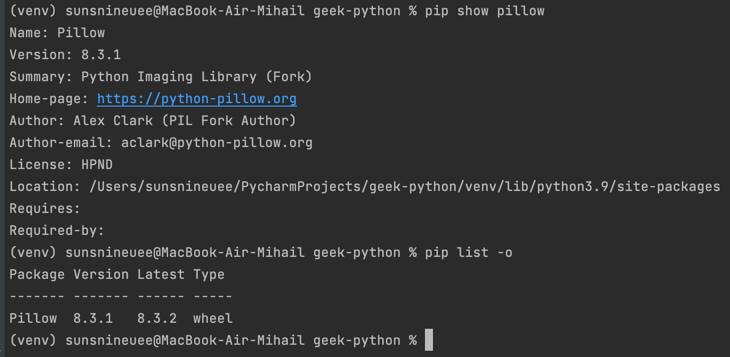 (venv) sunsnineuee@MacBook-Air-Mihail geek-python % pip show pillow
Name: Pillow
Version: 8.3.1
Summary: Python Imaging Library (Fork)
Home-page: https://python-pillow.org
Author: Alex Clark (PIL Fork Author)
Author-email: aclark@python-pillow.org
License: HPND
Location: /Users/sunsnineuee/PycharmProjects/geek-python/venv/lib/python3.9/site-packages
Requires:
Required-by:
(venv) sunsnineuee@MacBook-Air-Mihail geek-python % pip list -o
Package Version Latest Type
------- ------- ------ -----
Pillow  8.3.1   8.3.2  wheel
(venv) sunsnineuee@MacBook-Air-Mihail geek-python %